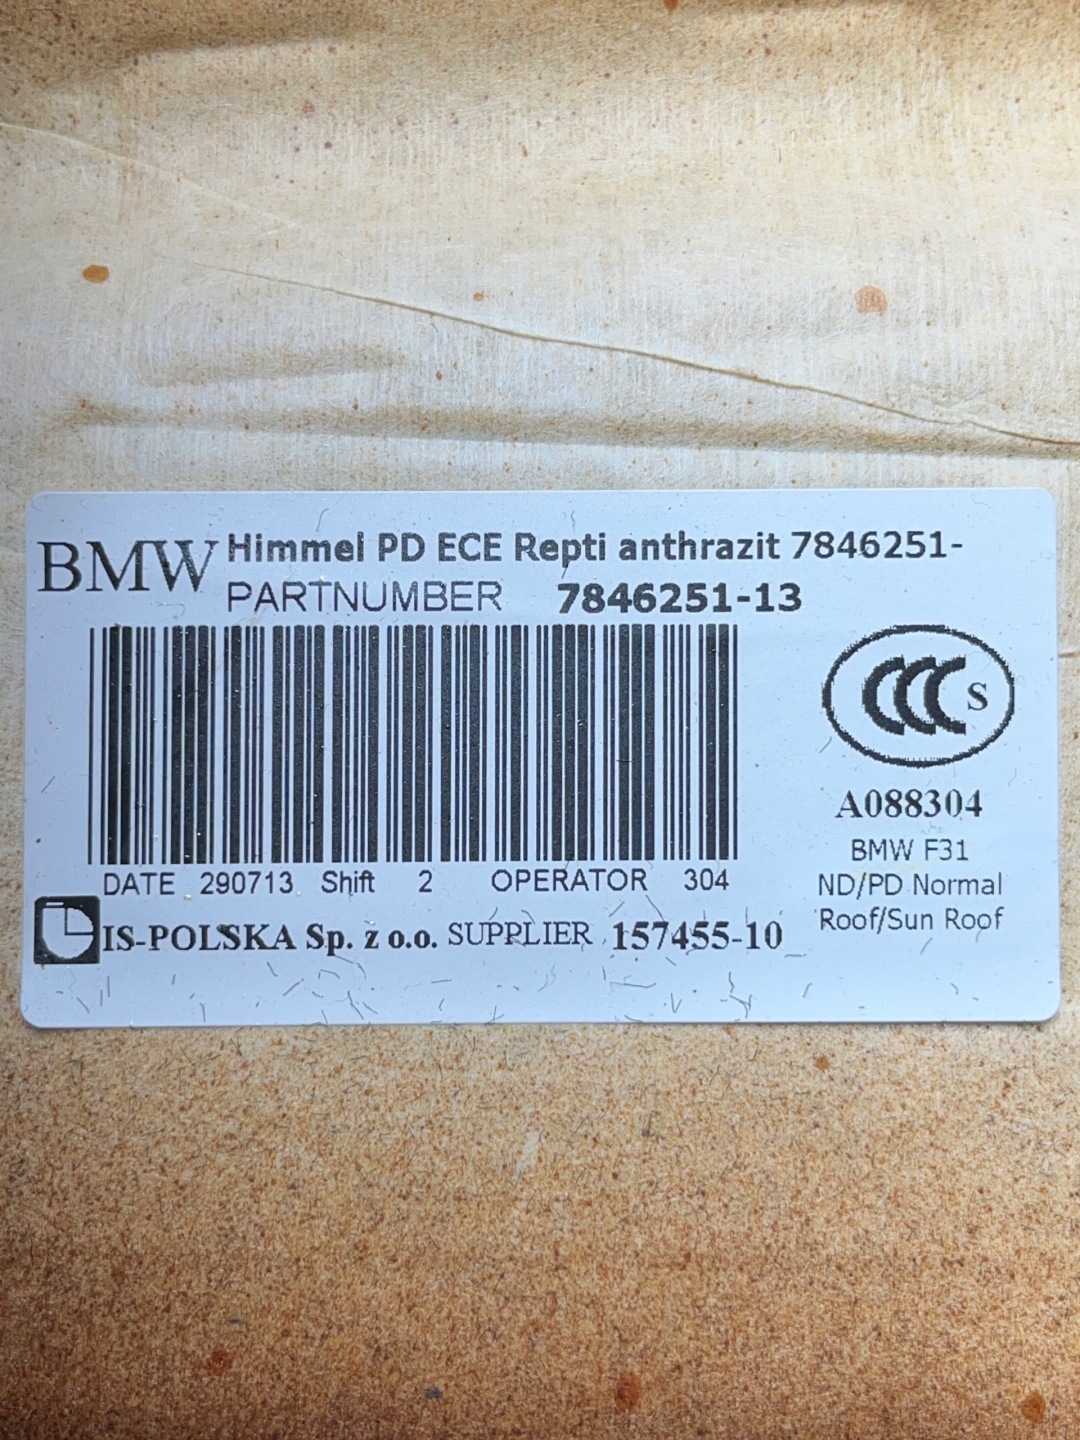 BMW Himmel PD ECE Repti anthrazit 7846251-
PARTNUMBER 7846251-13
CCC S
A088304
BMW F31
ND/PD Normal
Roof/Sun Roof
DATE 290713 Shift 2 OPERATOR 304
IS-POLSKA Sp. z o.o. SUPPLIER 157455-10